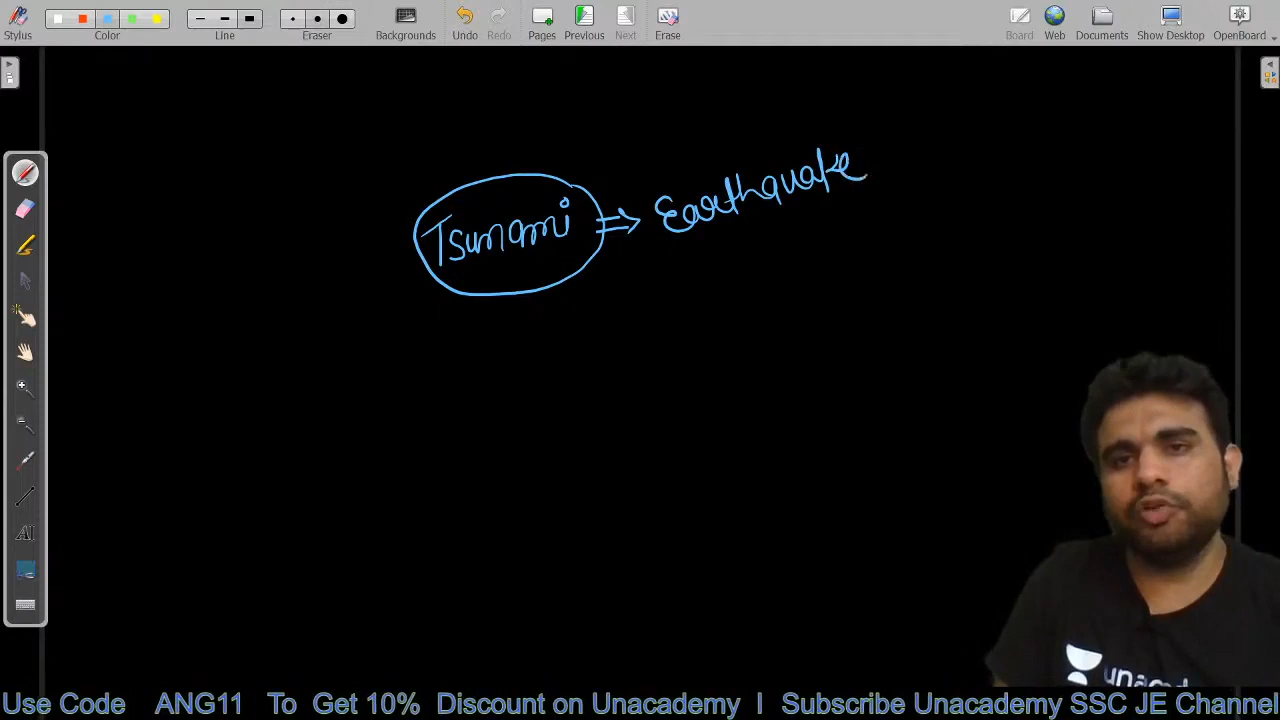 Stylus
Color
Line
Eraser
Backgrounds
Undo
Redo
Pages
Previous
Next
Erase
Board
Web
Documents
Show Desktop
OpenBoard
Tsunami ⇒ Earthquake
AI
Use Code ANG11 To Get 10% Discount on Unacademy I Subscribe Unacademy SSC JE Channel